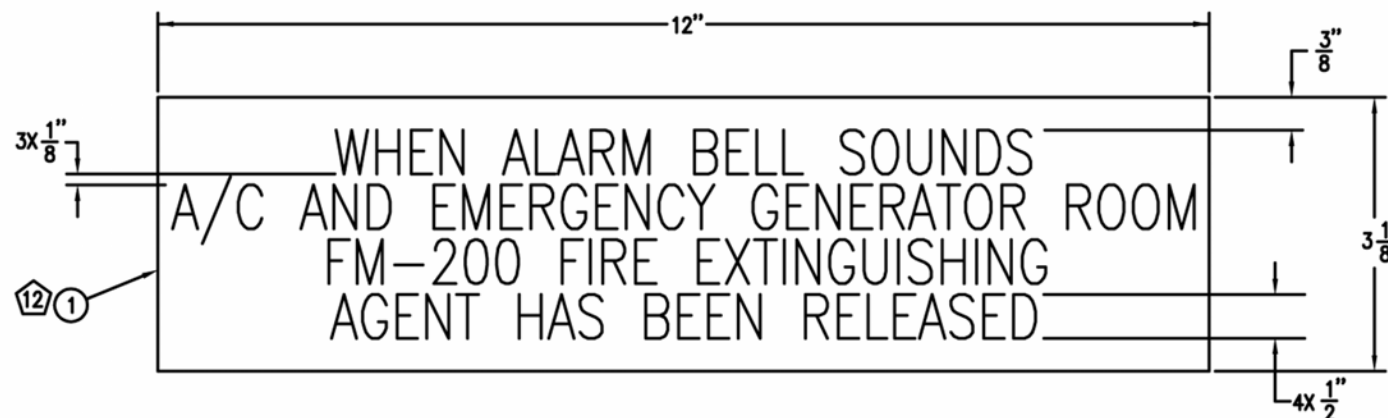 12"
3/8"
3X 1/8"
WHEN ALARM BELL SOUNDS
A/C AND EMERGENCY GENERATOR ROOM
FM-200 FIRE EXTINGUISHING
AGENT HAS BEEN RELEASED
3 1/8
12 1
4X 1/2"